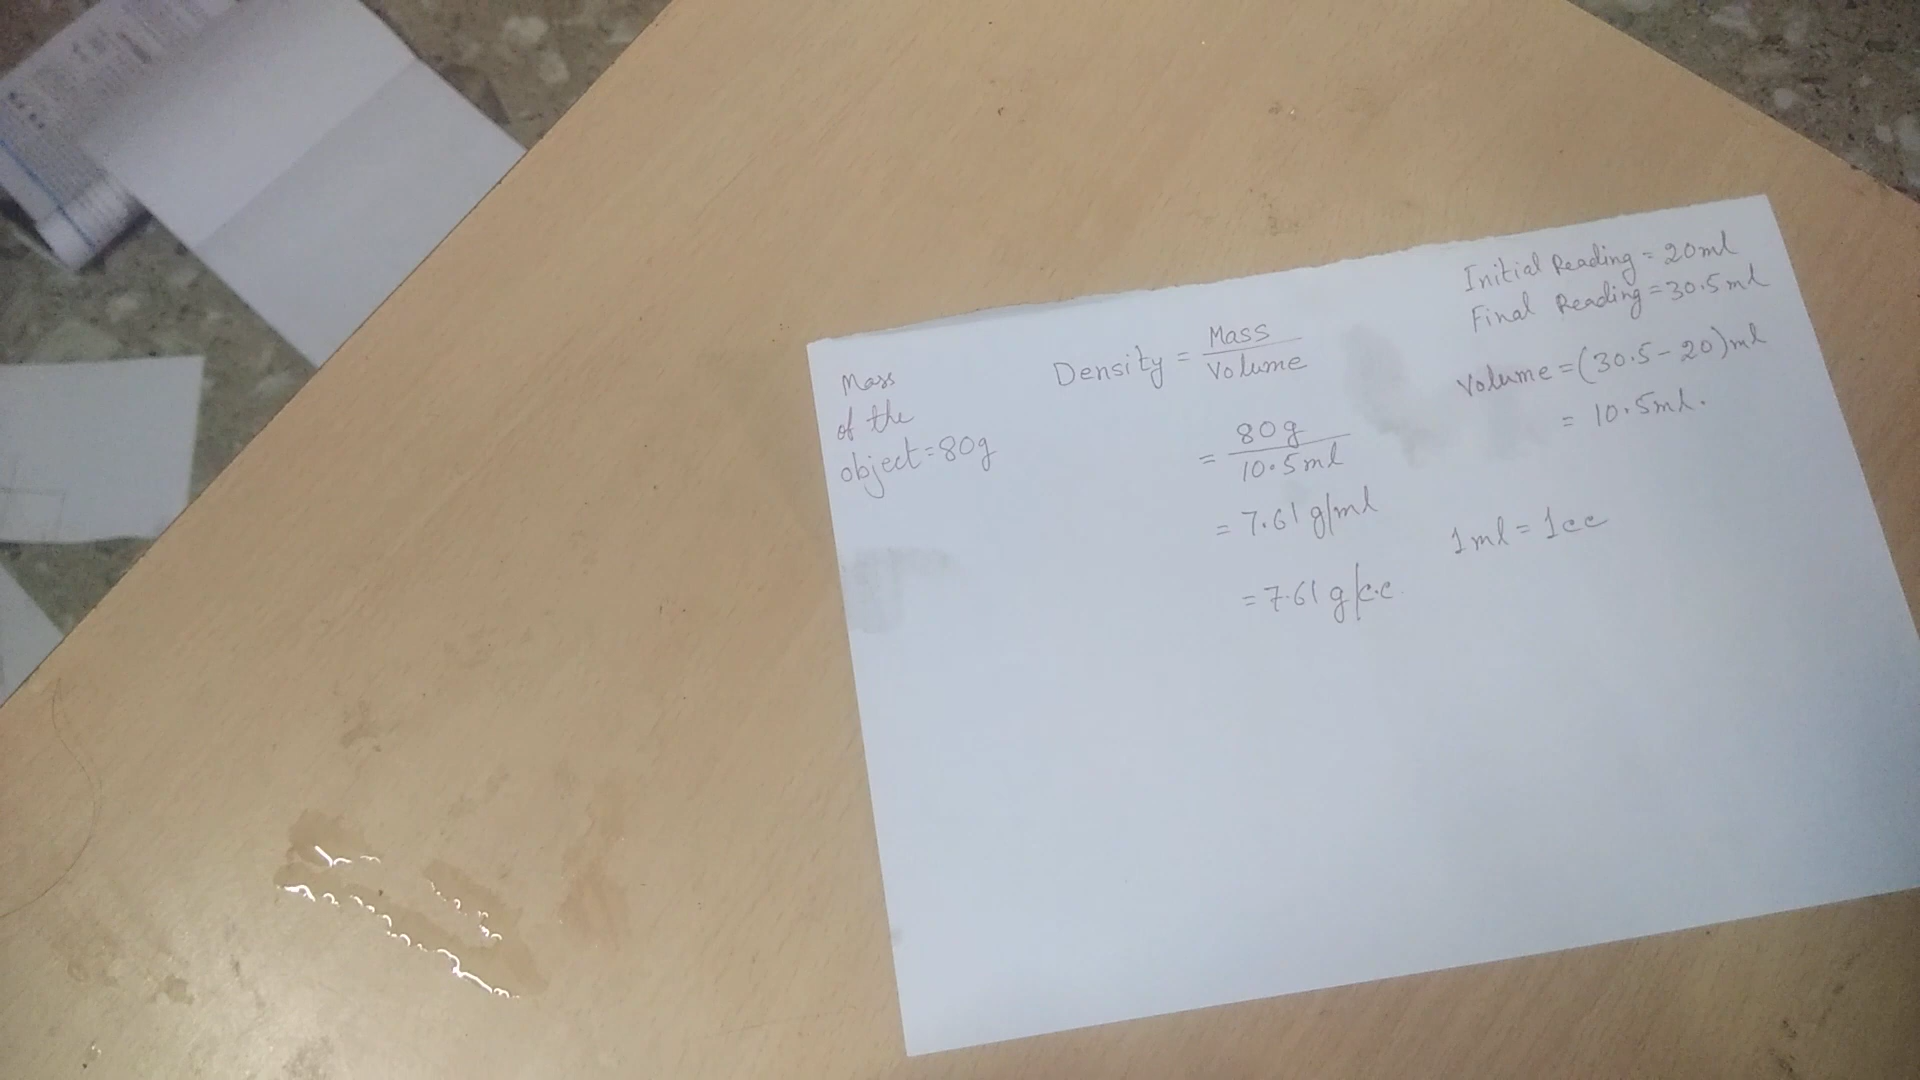 Mass
of the
object = 80g
Density = Mass / Volume
= 80g / 10.5ml
= 7.61 g/ml
= 7.61 g/c.c.
Initial Reading = 20ml
Final Reading = 30.5ml
Volume = (30.5 - 20)ml
= 10.5ml.
1ml = 1cc